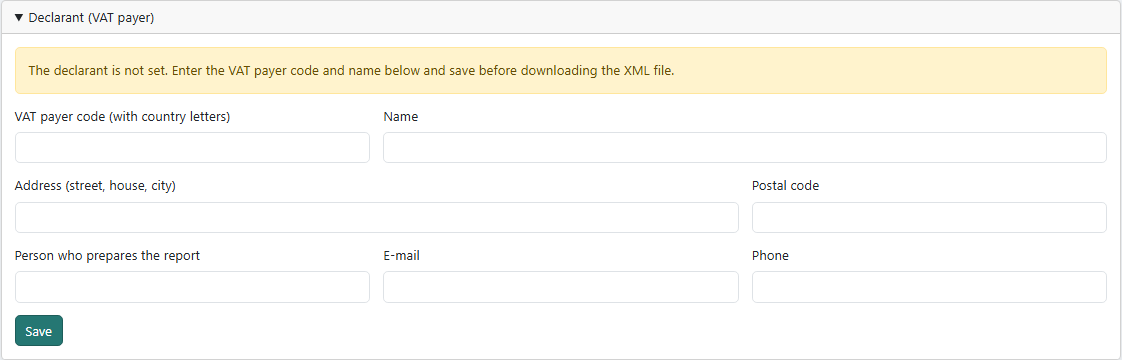 ▼ Declarant (VAT payer)
The declarant is not set. Enter the VAT payer code and name below and save before downloading the XML file.
VAT payer code (with country letters)
Name
Address (street, house, city)
Postal code
Person who prepares the report
E-mail
Phone
Save